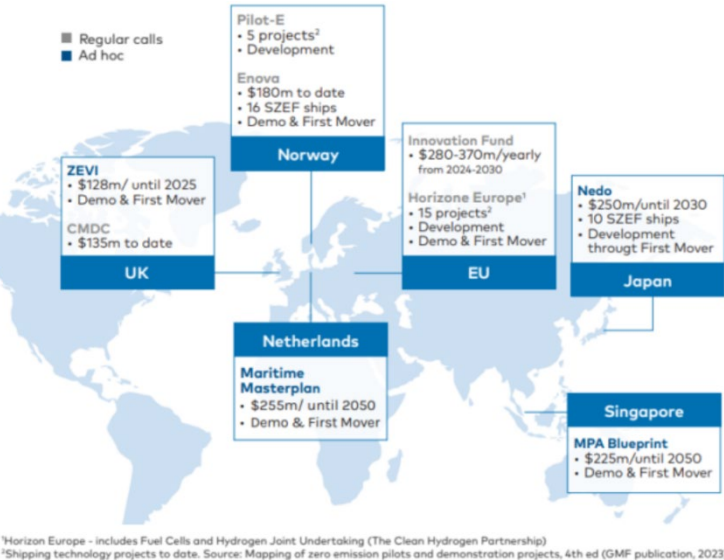 Regular calls
Ad hoc
Pilot-E
• 5 projects²
• Development
Enova
• $180m to date
• 16 SZEF ships
• Demo & First Mover
Norway
ZEVI
• $128m/ until 2025
• Demo & First Mover
CMDC
• $135m to date
UK
Innovation Fund
• $280-370m/yearly
from 2024-2030
Horizone Europe¹
• 15 projects²
• Development
• Demo & First Mover
EU
Nedo
• $250m/until 2030
• 10 SZEF ships
• Development
througt First Mover
Japan
Netherlands
Maritime
Masterplan
• $255m/ until 2050
• Demo & First Mover
Singapore
MPA Blueprint
• $225m/until 2050
• Demo & First Mover
¹Horizon Europe - includes Fuel Cells and Hydrogen Joint Undertaking (The Clean Hydrogen Partnership)
²Shipping technology projects to date. Source: Mapping of zero emission pilots and demonstration projects, 4th ed (GMF publication, 2023